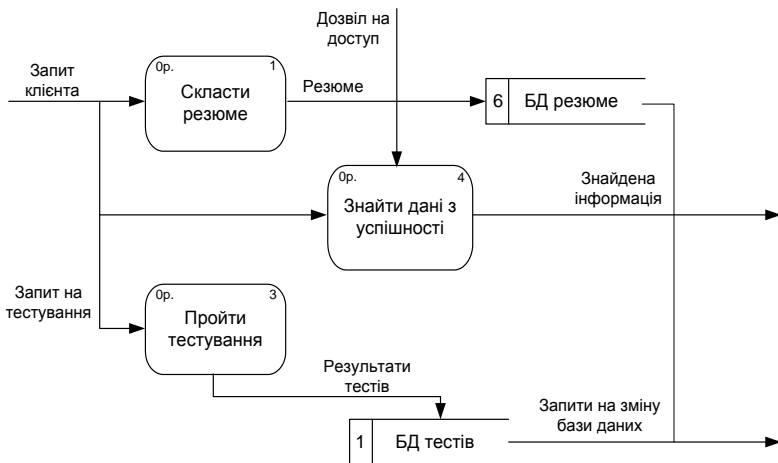 Дозвіл на
доступ
Запит
клієнта
0р.
1
Скласти
резюме
Резюме
6
БД резюме
0р.
4
Знайти дані з
успішності
Знайдена
інформація
Запит на
тестування
0р.
3
Пройти
тестування
Результати
тестів
1
БД тестів
Запити на зміну
бази даних